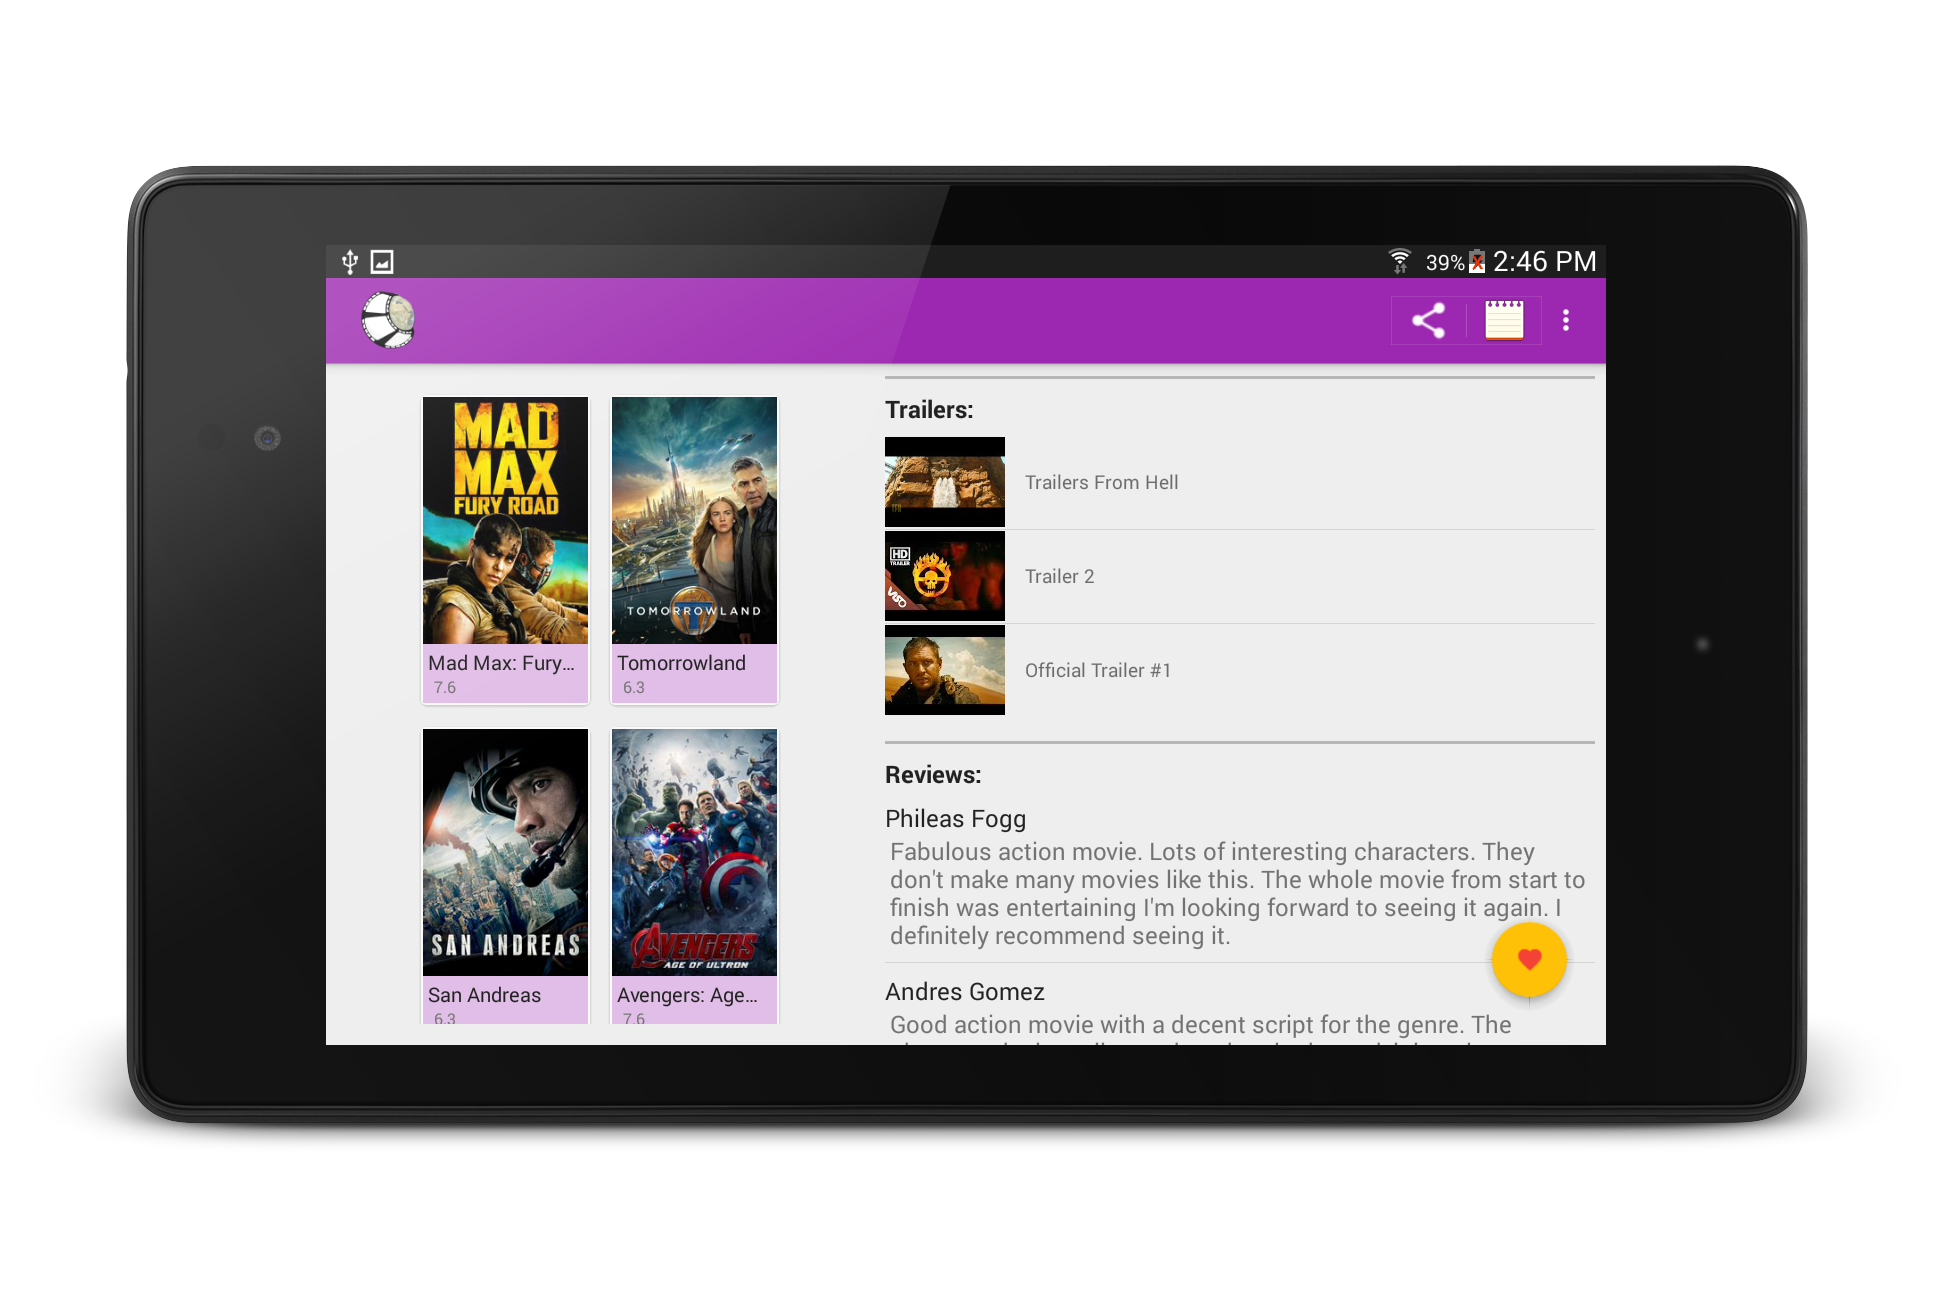 39% 2:46 PM
MAD
MAX
FURY ROAD
Mad Max: Fury...
7.6
TOMORROWLAND
Tomorrowland
6.3
SAN ANDREAS
San Andreas
6.3
AVENGERS
AGE OF ULTRON
Avengers: Age...
7.6
Trailers:
Trailers From Hell
HD
TRAILER
VISO
Trailer 2
Official Trailer #1
Reviews:
Phileas Fogg
Fabulous action movie. Lots of interesting characters. They
don't make many movies like this. The whole movie from start to
finish was entertaining I'm looking forward to seeing it again. I
definitely recommend seeing it.
Andres Gomez
Good action movie with a decent script for the genre. The